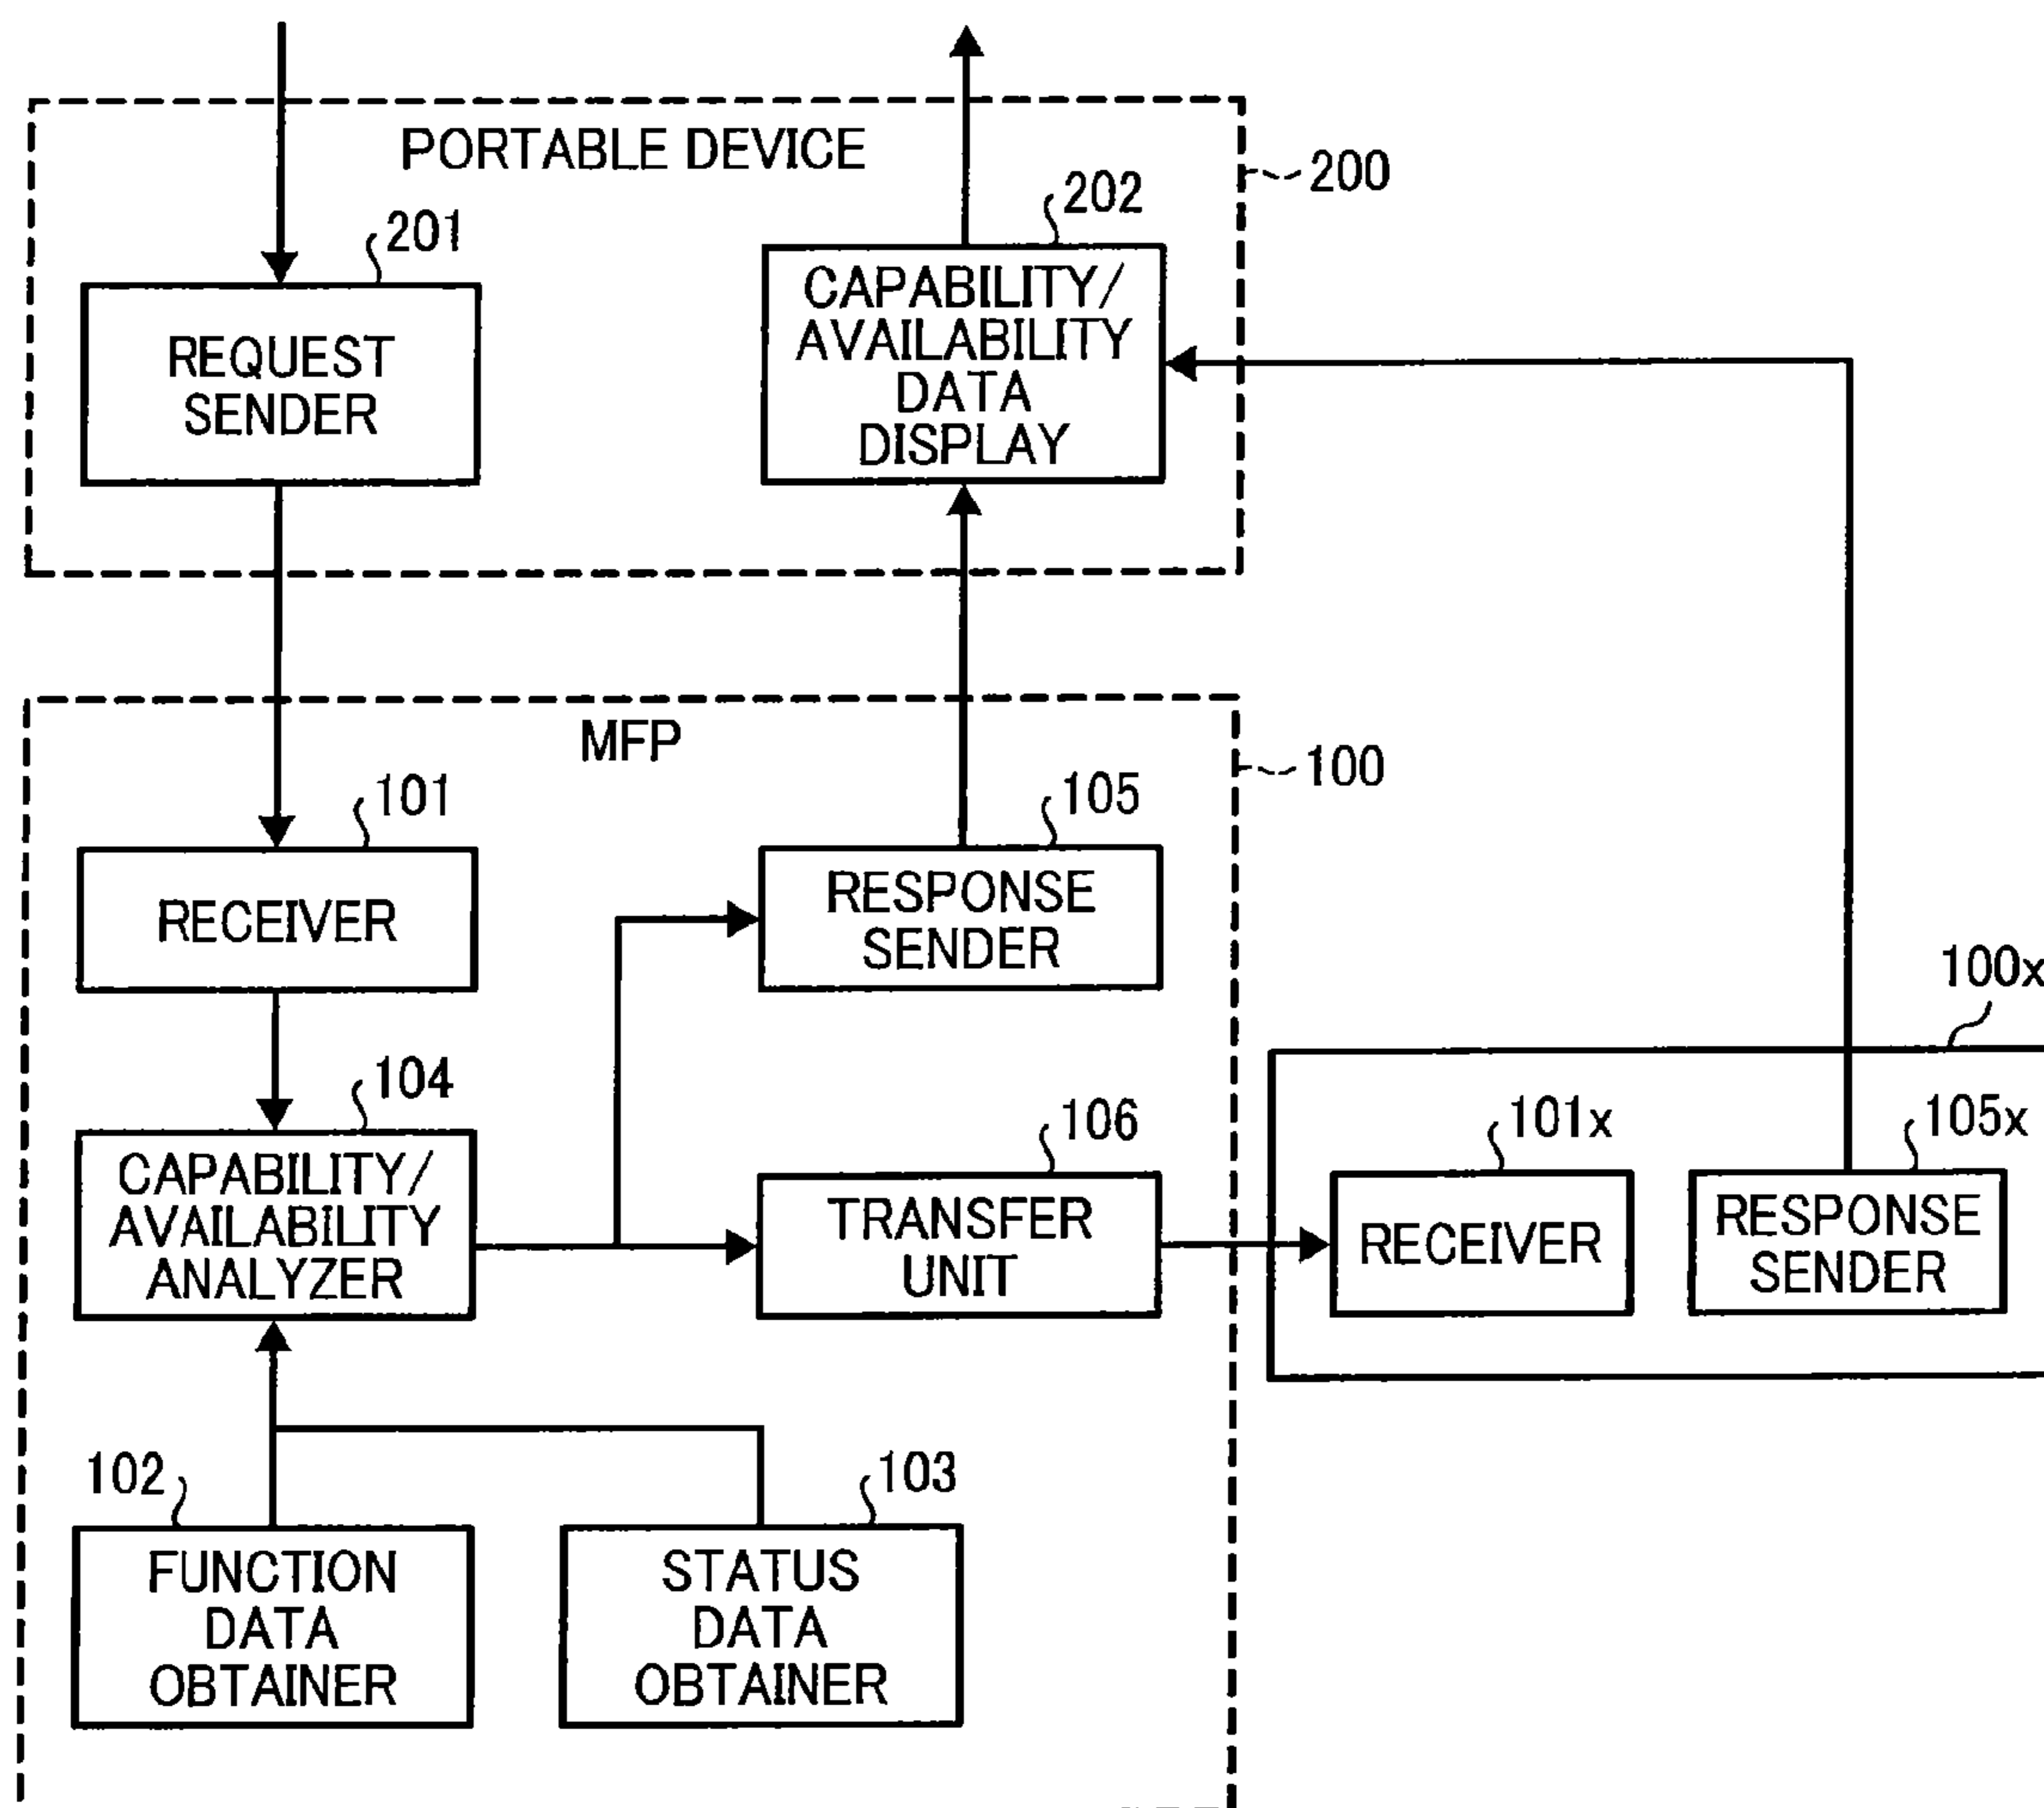 PORTABLE DEVICE
200
201
202
REQUEST
SENDER
CAPABILITY/
AVAILABILITY
DATA
DISPLAY
MFP
100
101
105
RECEIVER
RESPONSE
SENDER
100x
104
106
101x
105x
CAPABILITY/
AVAILABILITY
ANALYZER
TRANSFER
UNIT
RECEIVER
RESPONSE
SENDER
102
103
FUNCTION
DATA
OBTAINER
STATUS
DATA
OBTAINER